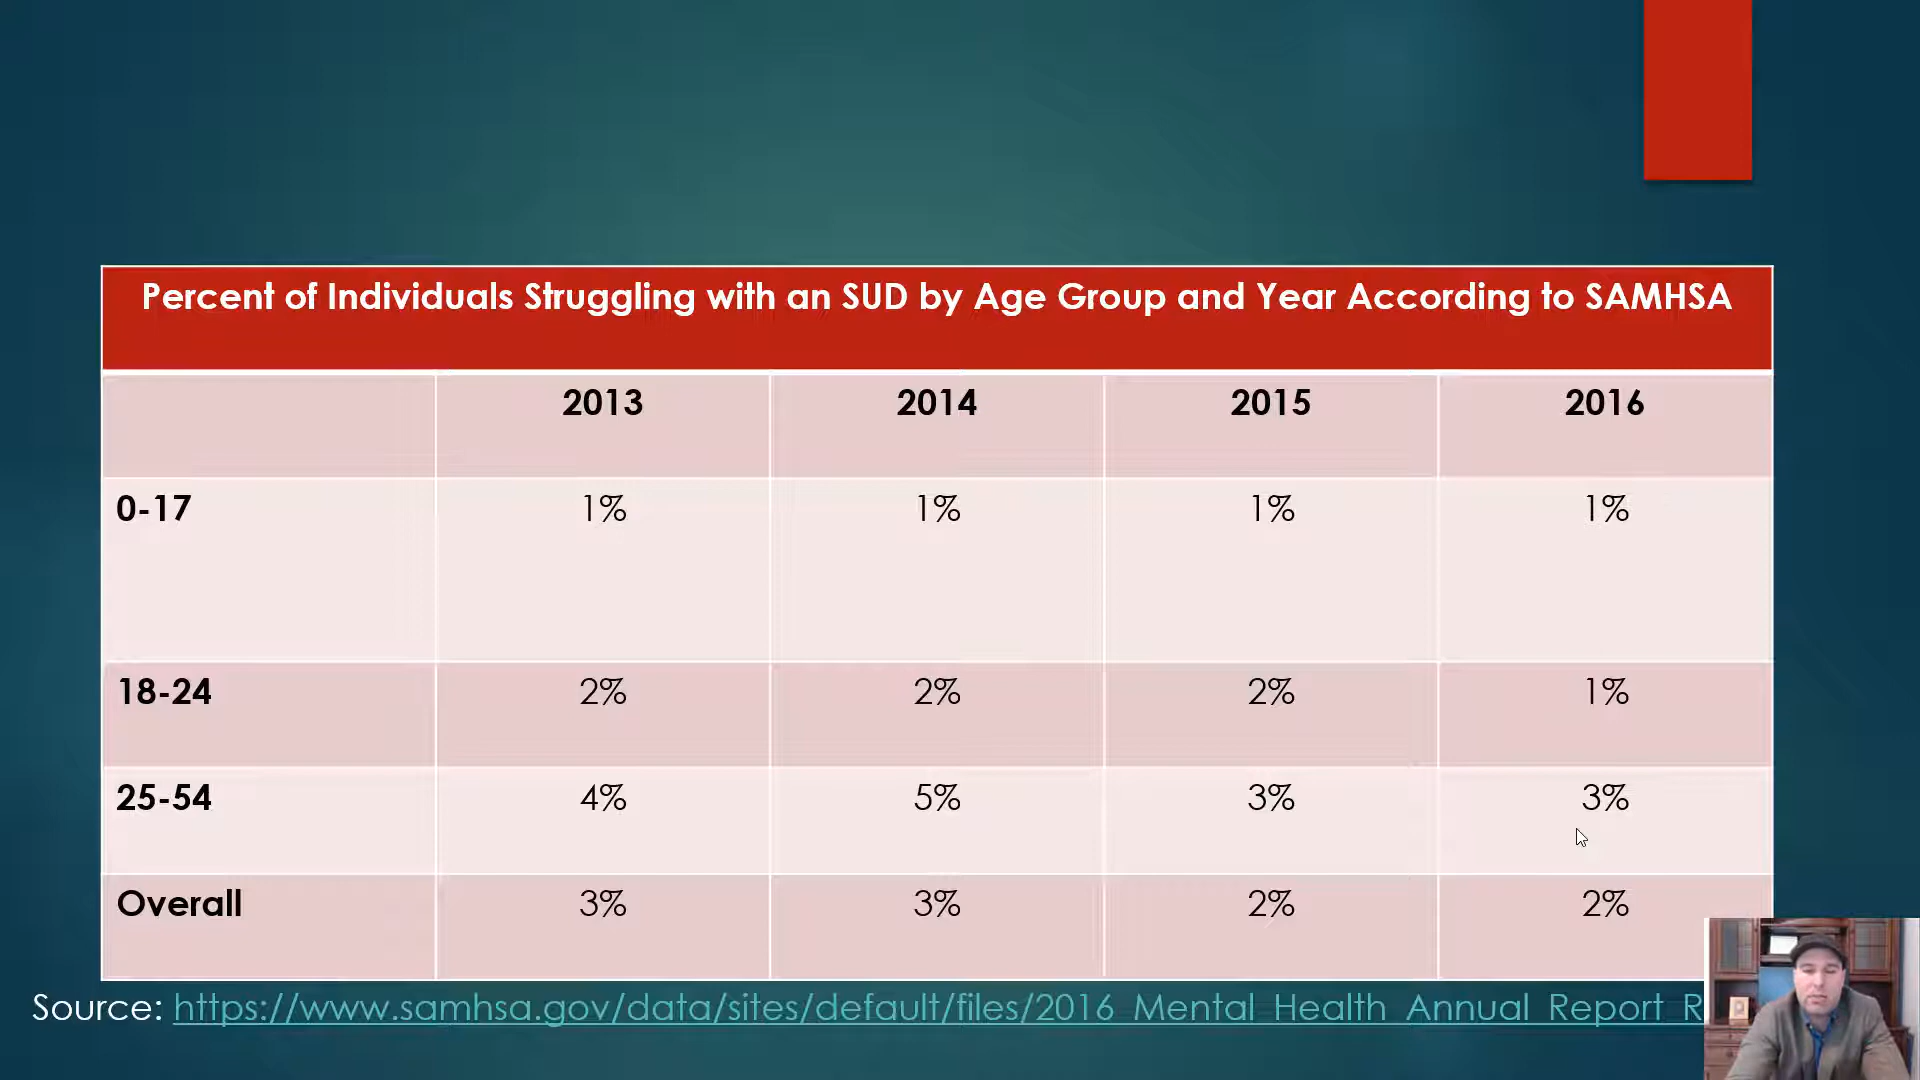 Percent of Individuals Struggling with an SUD by Age Group and Year According to SAMHSA
2013 2014 2015 2016
0-17 1% 1% 1% 1%
18-24 2% 2% 2% 1%
25-54 4% 5% 3% 3%
Overall 3% 3% 2% 2%
Source: https://www.samhsa.gov/data/sites/default/files/2016_Mental_Health_Annual_Report_R